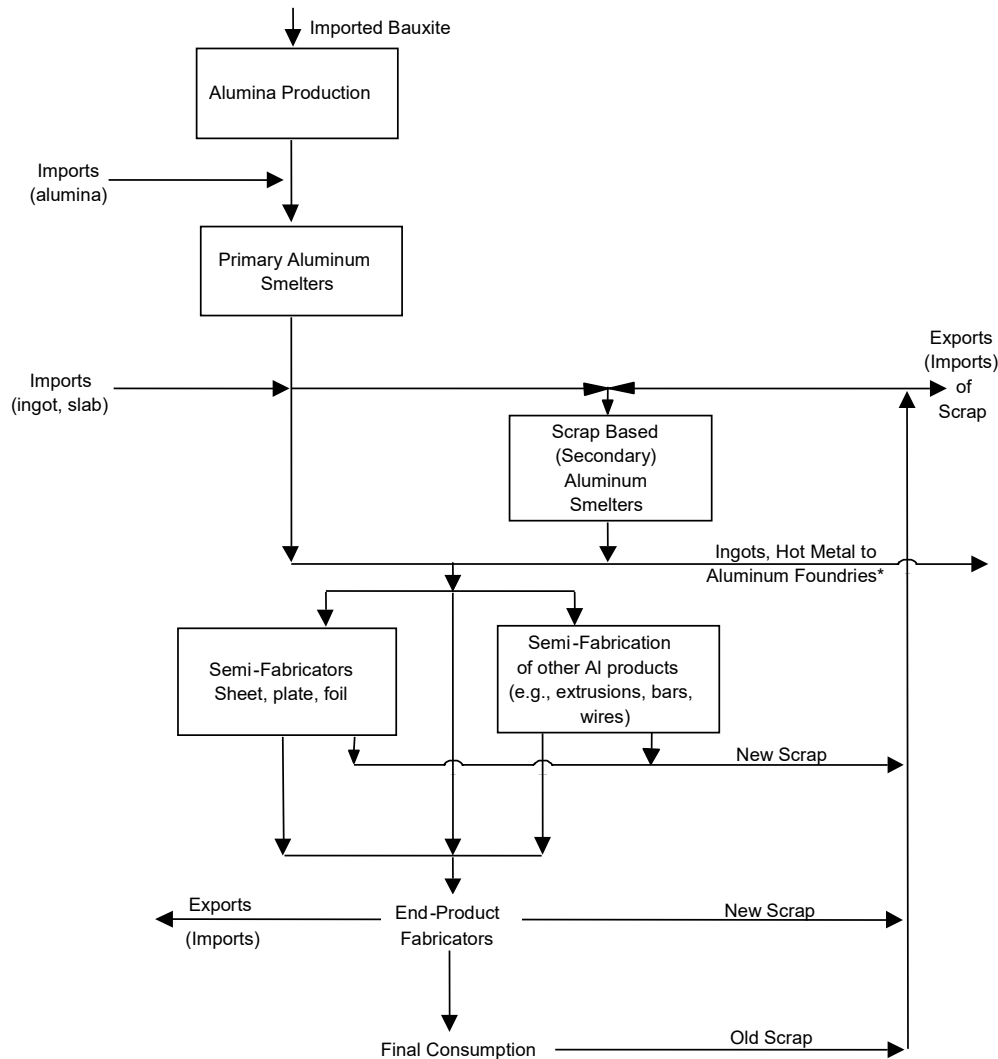 Imported Bauxite
Alumina Production
Imports
(alumina)
Primary Aluminum
Smelters
Exports
(Imports)
of
Scrap
Imports
(ingot, slab)
Scrap Based
(Secondary)
Aluminum
Smelters
Ingots, Hot Metal to
Aluminum Foundries*
Semi-Fabricators
Sheet, plate, foil
Semi-Fabrication
of other Al products
(e.g., extrusions, bars,
wires)
New Scrap
Exports
(Imports)
End-Product
Fabricators
New Scrap
Final Consumption
Old Scrap